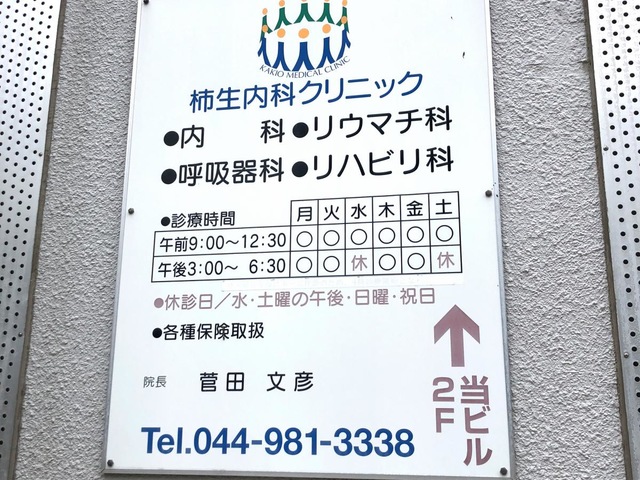 KAKIO MEDICAL CLINIC
柿生内科クリニック
●内　科●リウマチ科
●呼吸器科●リハビリ科
●診療時間 月 火 水 木 金 土
午前9:00～12:30 ○ ○ ○ ○ ○ ○
午後3:00～ 6:30 ○ ○ 休 ○ ○ 休
●休診日／水・土曜の午後・日曜・祝日
●各種保険取扱
院長 菅田 文彦
当ビル
2F
Tel.044-981-3338